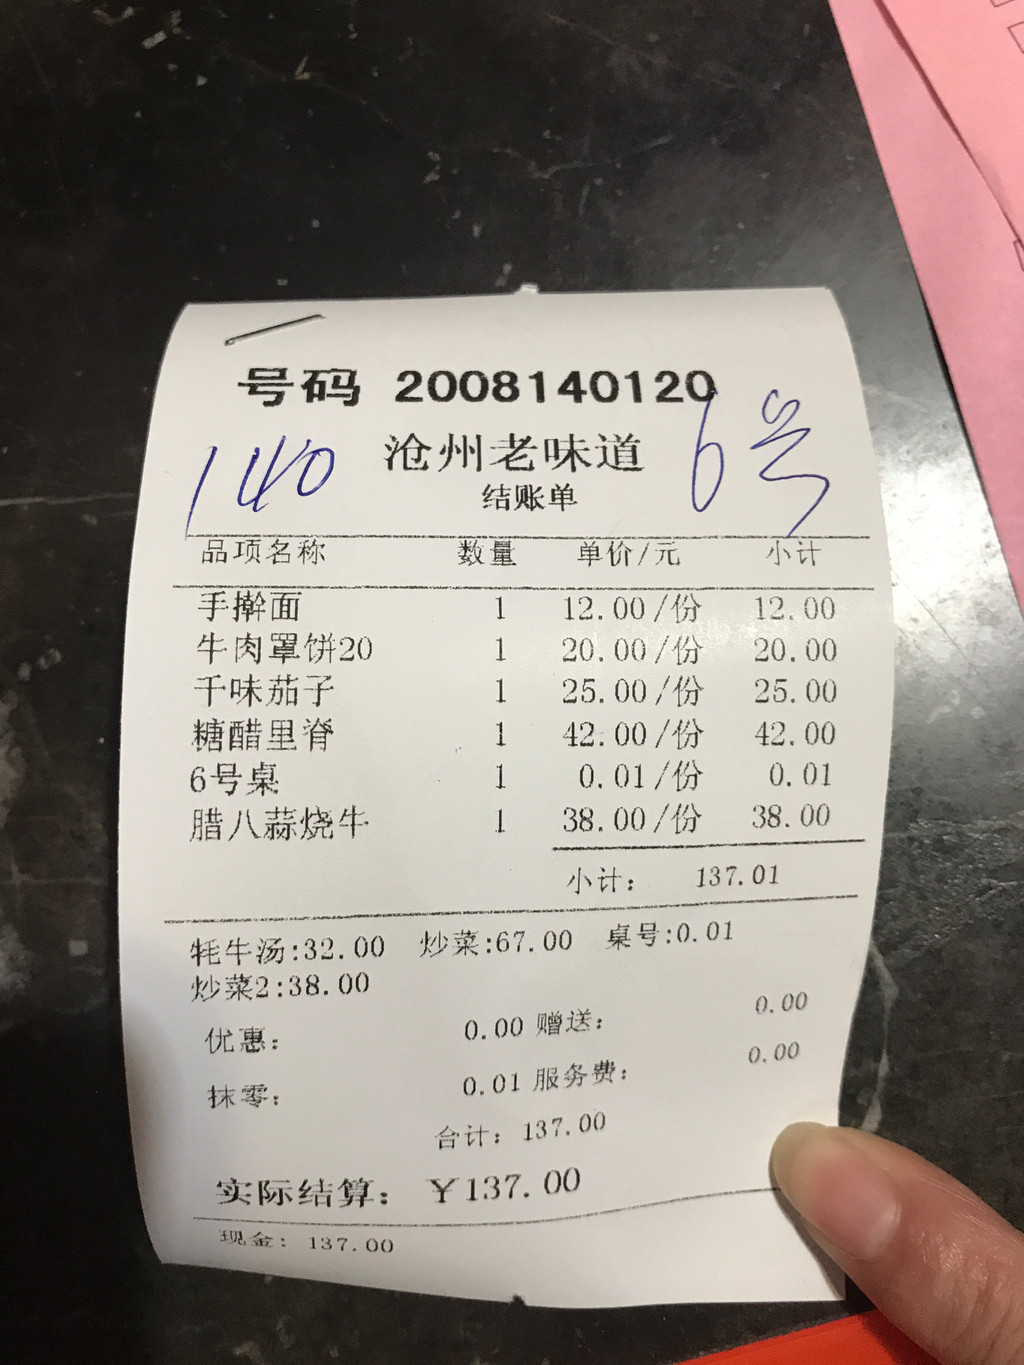 号码 2008140120
140 沧州老味道 6号
结账单
品项名称 数量 单价/元 小计
手擀面 1 12.00/份 12.00
牛肉罩饼20 1 20.00/份 20.00
千味茄子 1 25.00/份 25.00
糖醋里脊 1 42.00/份 42.00
6号桌 1 0.01/份 0.01
腊八蒜烧牛 1 38.00/份 38.00
小计: 137.01
牦牛汤:32.00 炒菜:67.00 桌号:0.01
炒菜2:38.00
优惠: 0.00 赠送: 0.00
抹零: 0.01 服务费: 0.00
合计: 137.00
实际结算: ¥137.00
现金: 137.00